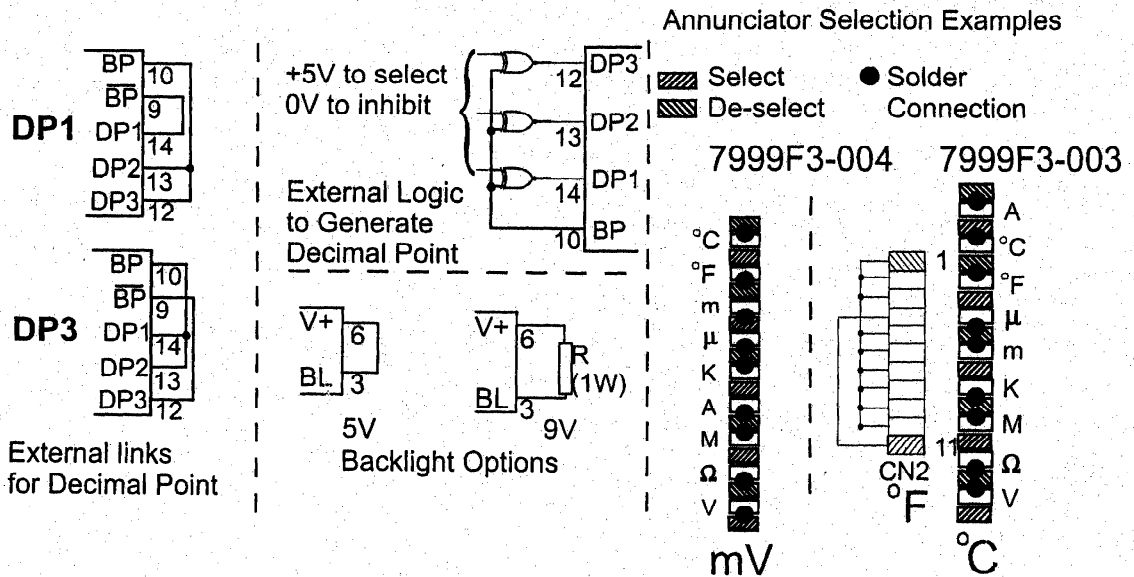 Annunciator Selection Examples
Select
De-select
Solder
Connection
7999F3-004
7999F3-003
DP1
BP 10
B̅P̅ 9
DP1 14
DP2 13
DP3 12
DP3
BP 10
B̅P̅ 9
DP1 14
DP2 13
DP3 12
External links
for Decimal Point
+5V to select
0V to inhibit
12 DP3
13 DP2
14 DP1
10 BP
External Logic
to Generate
Decimal Point
V+ 6
BL 3
5V
V+ 6
R
(1W)
BL 3
9V
Backlight Options
°C
°F
m
µ
K
A
M
Ω
V
mV
1
11
CN2
°F
A
°C
°F
µ
m
K
M
Ω
V
°C